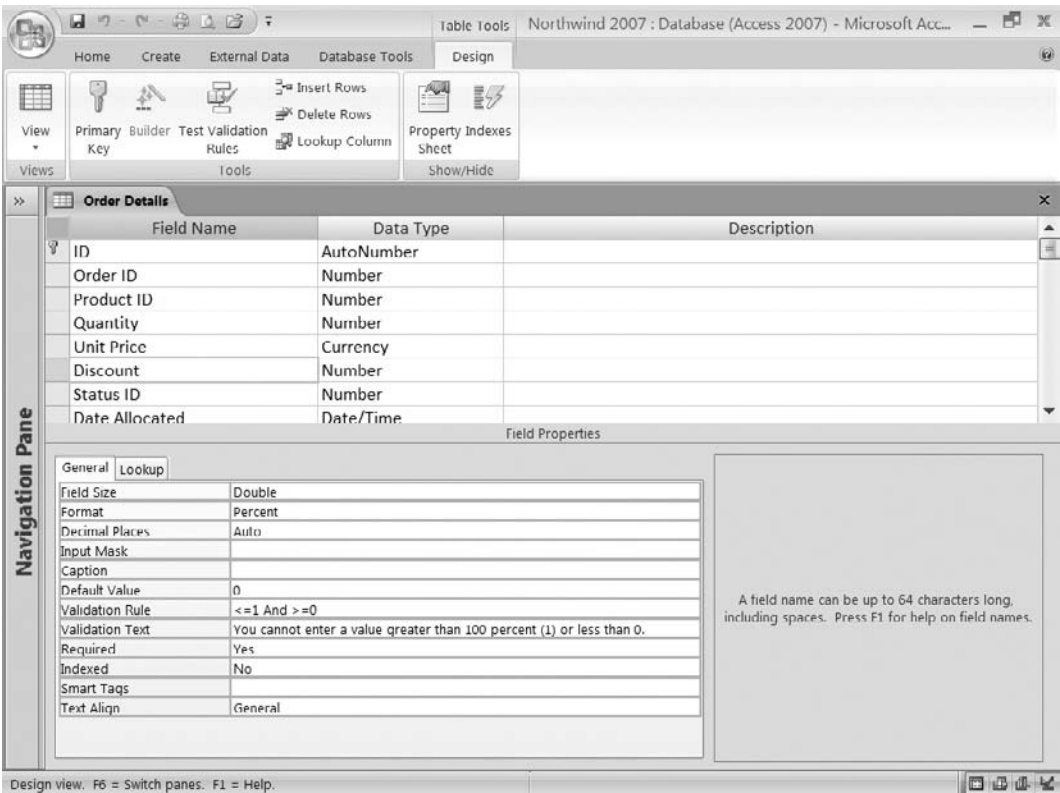 Table Tools
Northwind 2007 : Database (Access 2007) - Microsoft Acc...
Home Create External Data Database Tools Design
View
Primary Key
Builder
Test Validation Rules
Insert Rows
Delete Rows
Lookup Column
Property Sheet
Indexes
Views Tools Show/Hide
Order Details
Field Name Data Type Description
ID AutoNumber
Order ID Number
Product ID Number
Quantity Number
Unit Price Currency
Discount Number
Status ID Number
Date Allocated Date/Time
Navigation Pane
Field Properties
General Lookup
Field Size Double
Format Percent
Decimal Places Auto
Input Mask
Caption
Default Value 0
Validation Rule <=1 And >=0
Validation Text You cannot enter a value greater than 100 percent (1) or less than 0.
Required Yes
Indexed No
Smart Tags
Text Align General
A field name can be up to 64 characters long,
including spaces. Press F1 for help on field names.
Design view. F6 = Switch panes. F1 = Help.